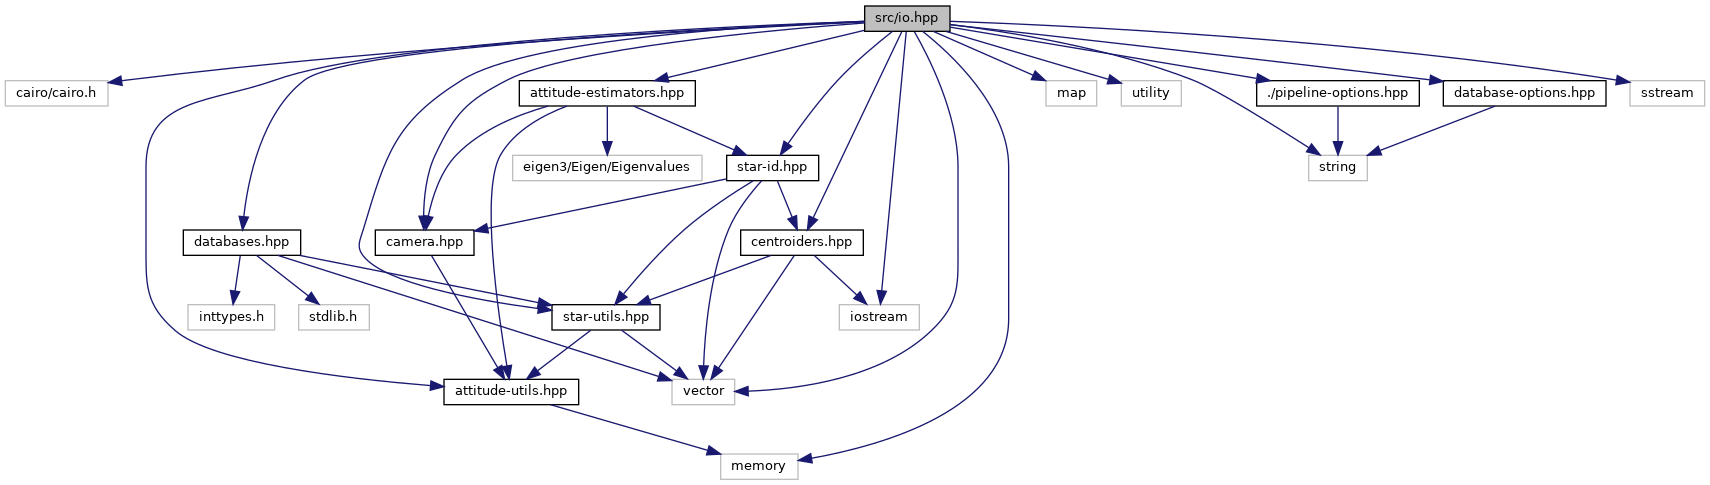 src/io.hpp
cairo/cairo.h
attitude-estimators.hpp
map
utility
./pipeline-options.hpp
database-options.hpp
sstream
eigen3/Eigen/Eigenvalues
star-id.hpp
string
databases.hpp
camera.hpp
centroiders.hpp
inttypes.h
stdlib.h
star-utils.hpp
iostream
attitude-utils.hpp
vector
memory